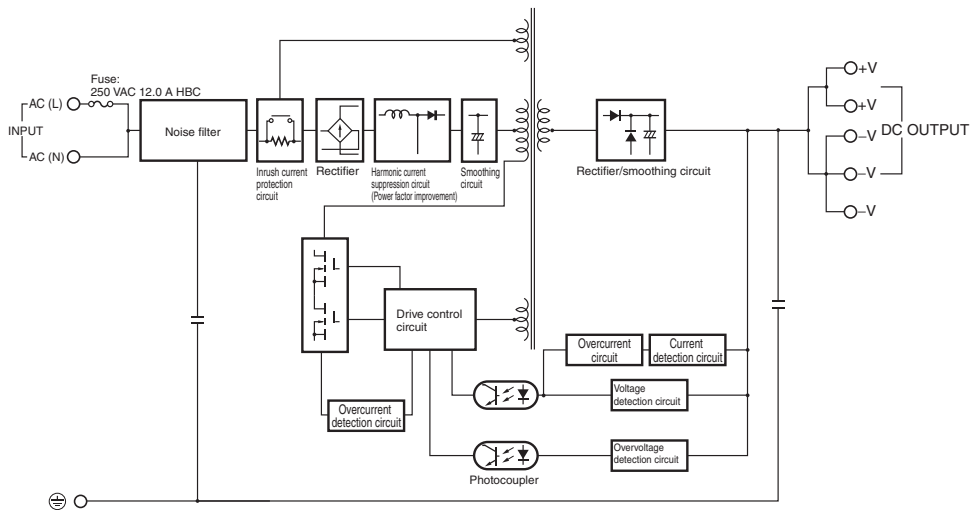 Fuse:
250 VAC 12.0 A HBC
AC (L)
INPUT
AC (N)
Noise filter
Inrush current
protection
circuit
Rectifier
Harmonic current
suppression circuit
(Power factor improvement)
Smoothing
circuit
Rectifier/smoothing circuit
+V
+V
–V
DC OUTPUT
–V
–V
Drive control
circuit
Overcurrent
circuit
Current
detection circuit
Voltage
detection circuit
Overcurrent
detection circuit
Overvoltage
detection circuit
Photocoupler